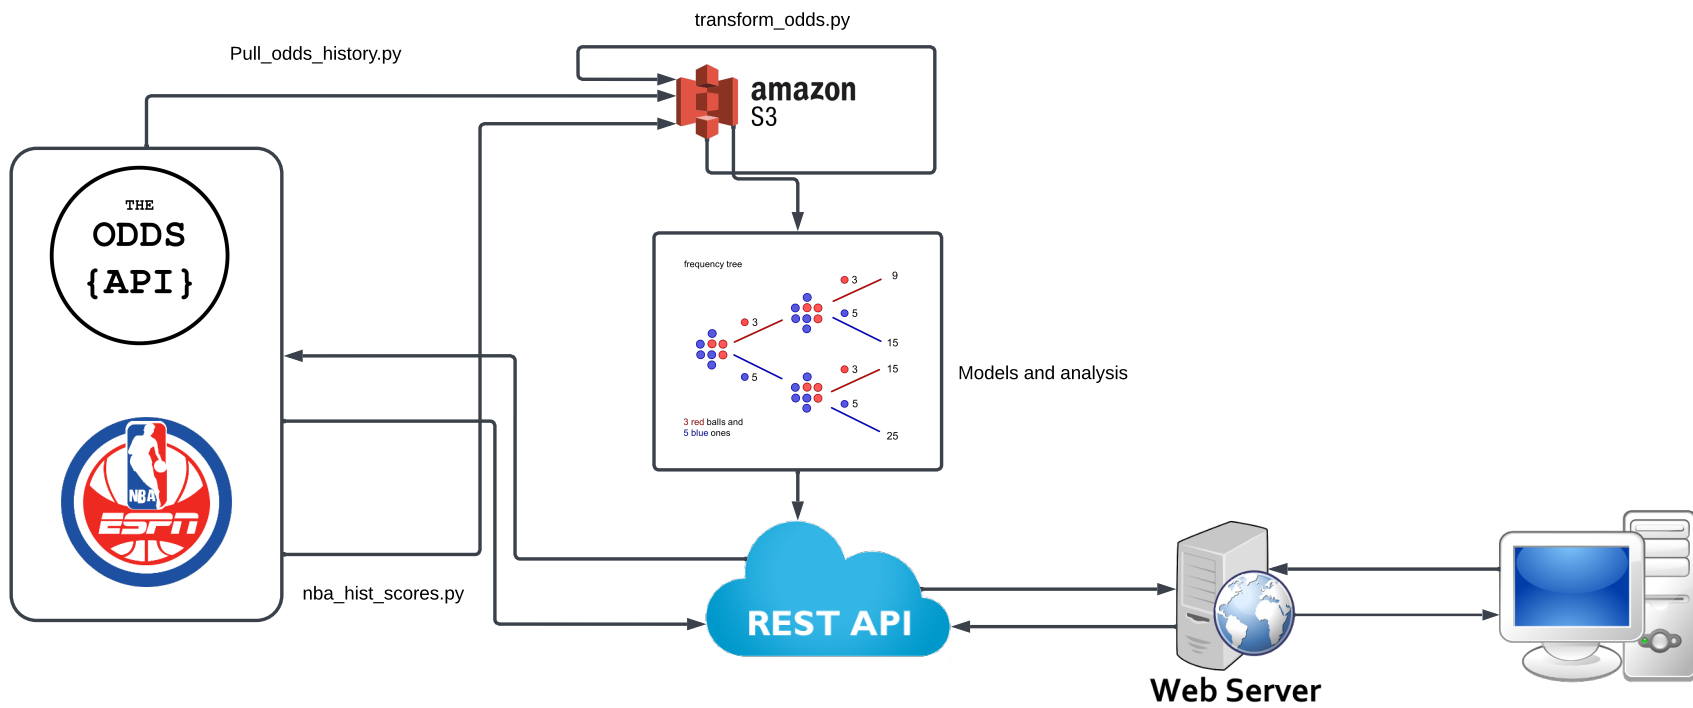 transform_odds.py
Pull_odds_history.py
amazon
S3
THE
ODDS
{API}
frequency tree
3
9
5
15
3
5
3
15
5
25
3 red balls and
5 blue ones
Models and analysis
NBA
ESPN
nba_hist_scores.py
REST API
Web Server